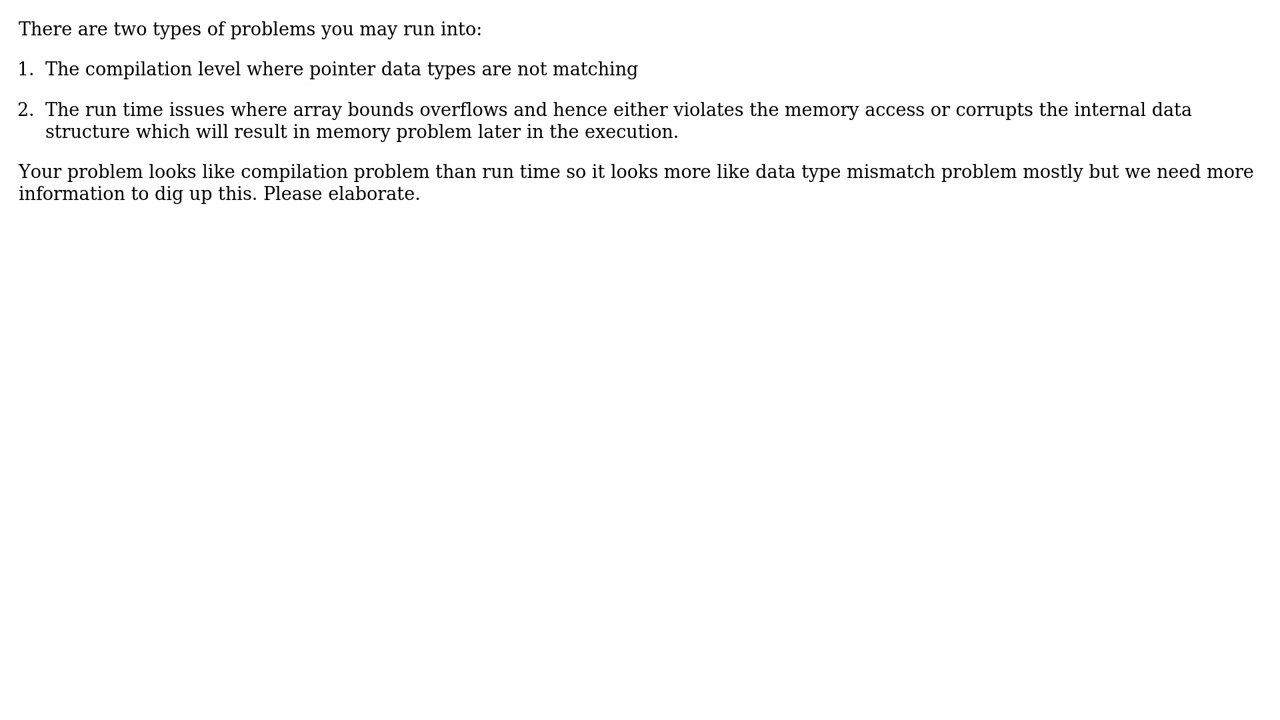 There are two types of problems you may run into:
1. The compilation level where pointer data types are not matching
2. The run time issues where array bounds overflows and hence either violates the memory access or corrupts the internal data
structure which will result in memory problem later in the execution.
Your problem looks like compilation problem than run time so it looks more like data type mismatch problem mostly but we need more
information to dig up this. Please elaborate.